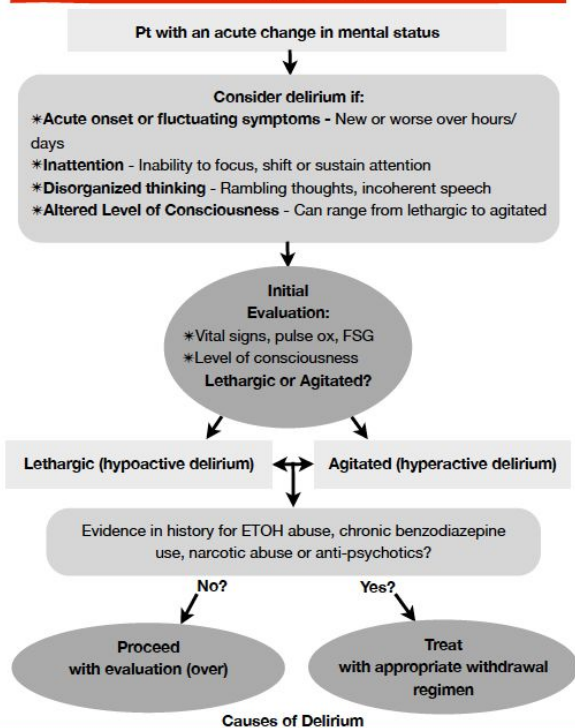 Pt with an acute change in mental status
Consider delirium if:
✴Acute onset or fluctuating symptoms - New or worse over hours/
days
✴Inattention - Inability to focus, shift or sustain attention
✴Disorganized thinking - Rambling thoughts, incoherent speech
✴Altered Level of Consciousness - Can range from lethargic to agitated
Initial
Evaluation:
✴Vital signs, pulse ox, FSG
✴Level of consciousness
Lethargic or Agitated?
Lethargic (hypoactive delirium)
Agitated (hyperactive delirium)
Evidence in history for ETOH abuse, chronic benzodiazepine
use, narcotic abuse or anti-psychotics?
No?
Yes?
Proceed
with evaluation (over)
Treat
with appropriate withdrawal
regimen
Causes of Delirium